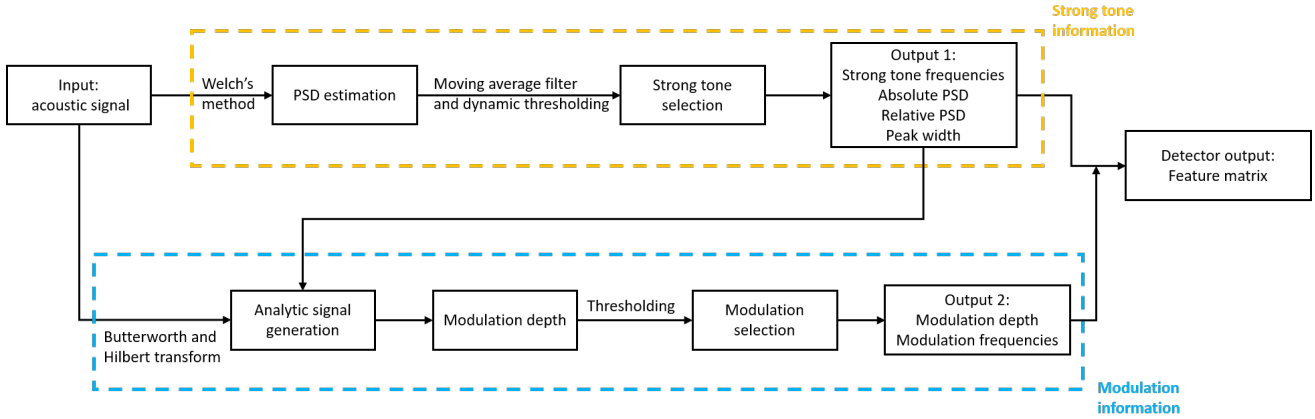 Strong tone
information
Input:
acoustic signal
Welch's
method
PSD estimation
Moving average filter
and dynamic thresholding
Strong tone
selection
Output 1:
Strong tone frequencies
Absolute PSD
Relative PSD
Peak width
Detector output:
Feature matrix
Butterworth and
Hilbert transform
Analytic signal
generation
Modulation depth
Thresholding
Modulation
selection
Output 2:
Modulation depth
Modulation frequencies
Modulation
information